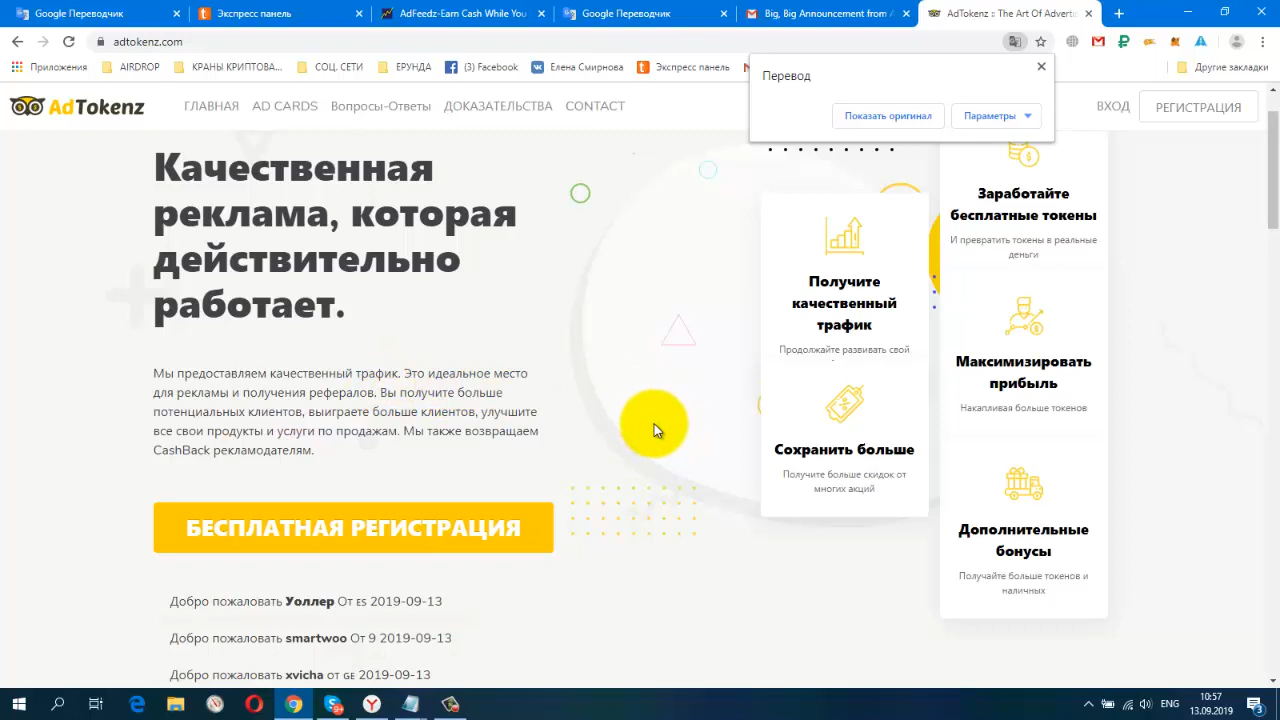 Google Переводчик
Доказательства
AdFeedz-Earn Cash While You
Google Переводчик
Big, Big Announcement from A
AdTokenz - The Art of Adverti
adtokenz.com
Приложения
AIRDROP
КРАНЫ КРИПТОВА...
СОЦ. СЕТИ
ЕРУНДА
(3) Facebook
Елена Смирнова
Экспресс панель
Другие закладки
Перевод
Показать оригинал
Параметры
AdTokenz
ГЛАВНАЯ
AD CARDS
Вопросы-Ответы
ДОКАЗАТЕЛЬСТВА
CONTACT
ВХОД
РЕГИСТРАЦИЯ
Качественная
реклама, которая
действительно
работает.
Мы предоставляем качественный трафик. Это идеальное место
для рекламы и получения рефералов. Вы получите больше
потенциальных клиентов, выиграете больше клиентов, улучшите
все свои продукты и услуги по продажам. Мы также возвращаем
CashBack рекламодателям.
БЕСПЛАТНАЯ РЕГИСТРАЦИЯ
Добро пожаловать Уоллер От ES 2019-09-13
Добро пожаловать smartwoo От 9 2019-09-13
Добро пожаловать xvicha от GE 2019-09-13
Получите
качественный
трафик
Продолжайте развивать свой
Сохранить больше
Получите больше скидок от
многих акций
Заработайте
бесплатные токены
И превратить токены в реальные
деньги
Максимизировать
прибыль
Накапливая больше токенов
Дополнительные
бонусы
Получайте больше токенов и
наличных
ENG
10:57
13.09.2019
3